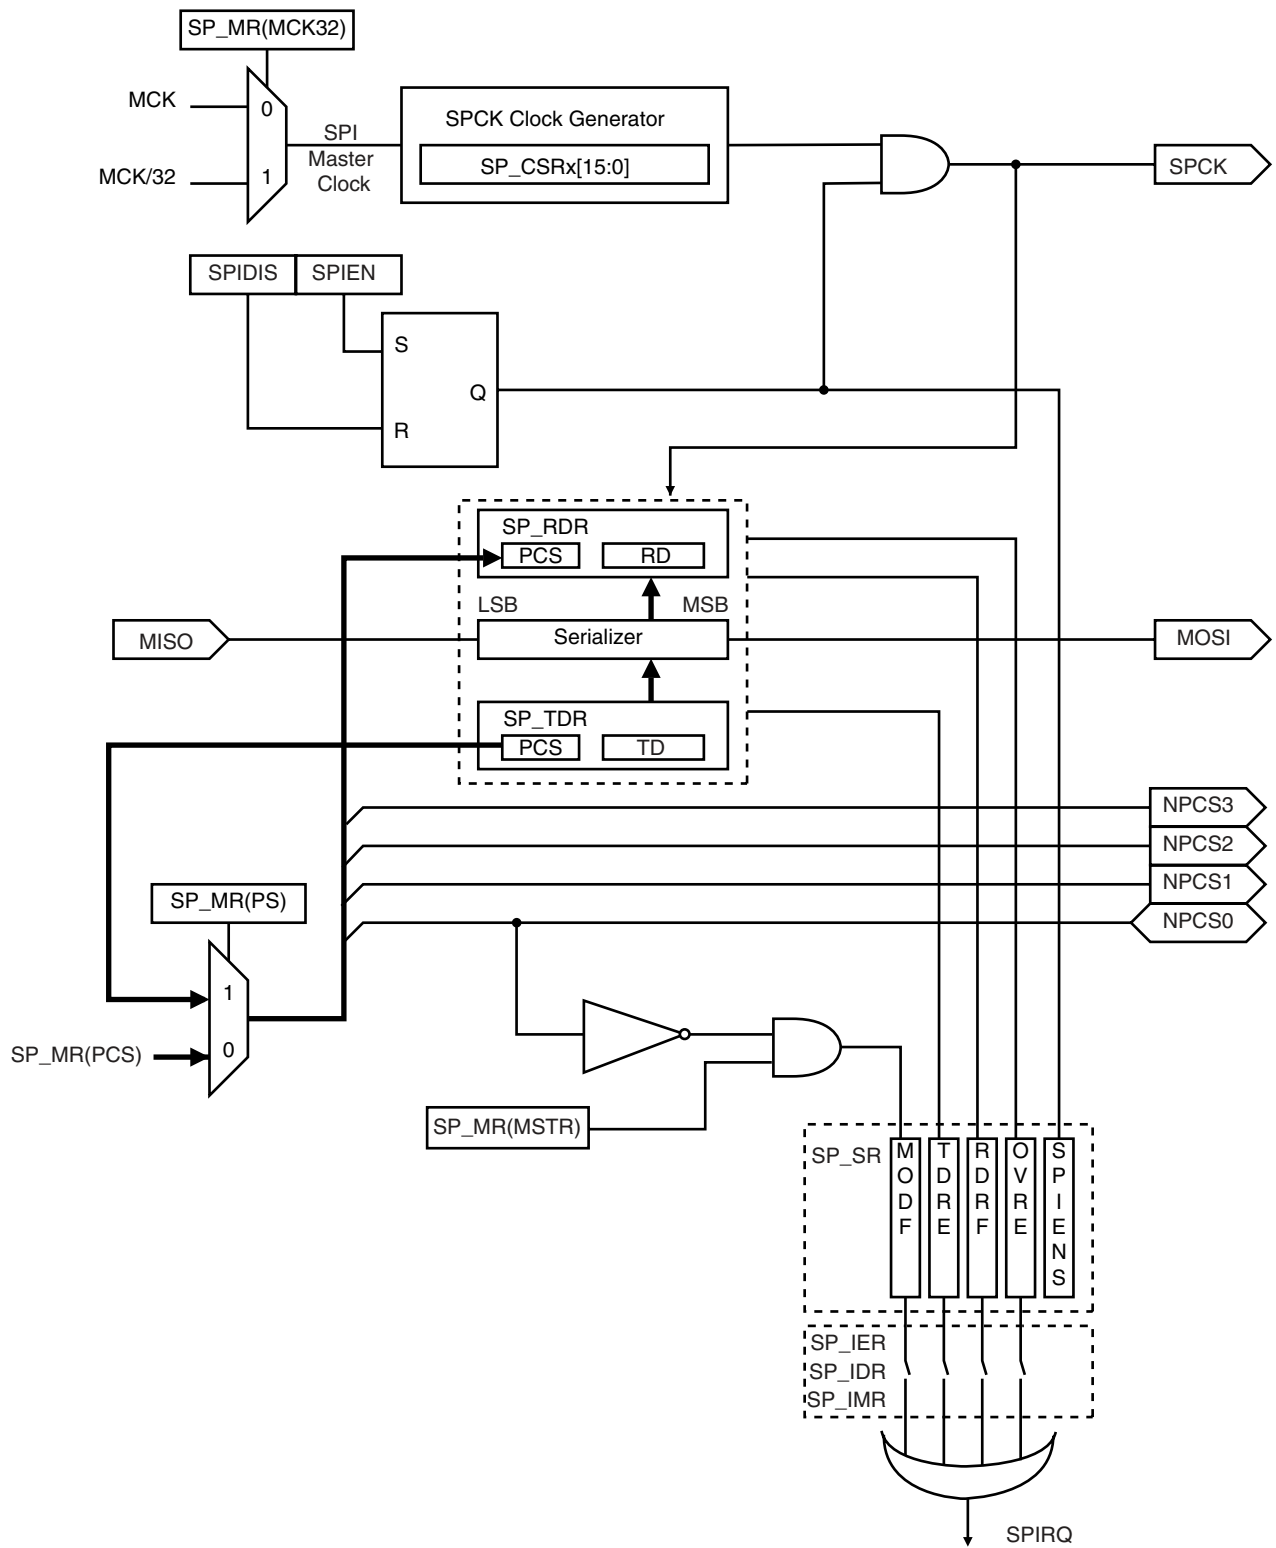 SP_MR(MCK32)
MCK
0
SPI
Master
Clock
MCK/32
1
SPCK Clock Generator
SP_CSRx[15:0]
SPCK
SPIDIS
SPIEN
S
Q
R
SP_RDR
PCS
RD
LSB
MSB
MISO
Serializer
MOSI
SP_TDR
PCS
TD
NPCS3
NPCS2
NPCS1
NPCS0
SP_MR(PS)
1
0
SP_MR(PCS)
SP_MR(MSTR)
SP_SR
MODF
TDRE
RDRF
OVRE
SPIENS
SP_IER
SP_IDR
SP_IMR
SPIRQ